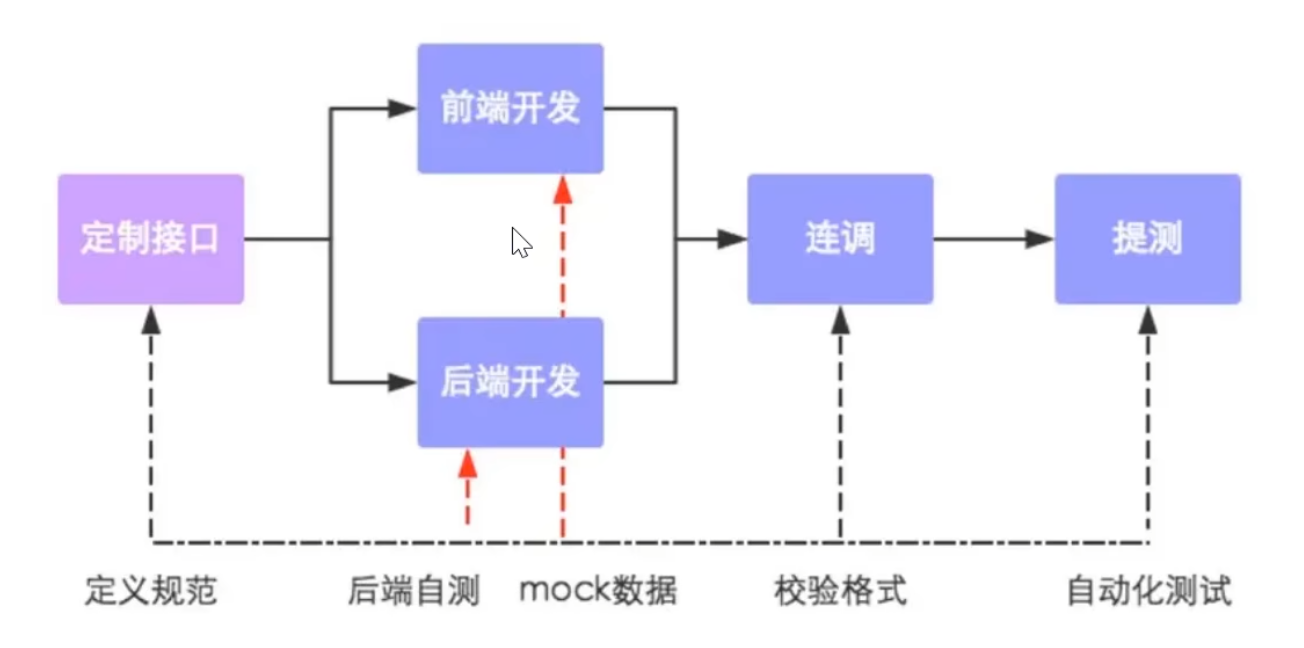 前端开发
定制接口
连调
提测
后端开发
定义规范
后端自测
mock数据
校验格式
自动化测试